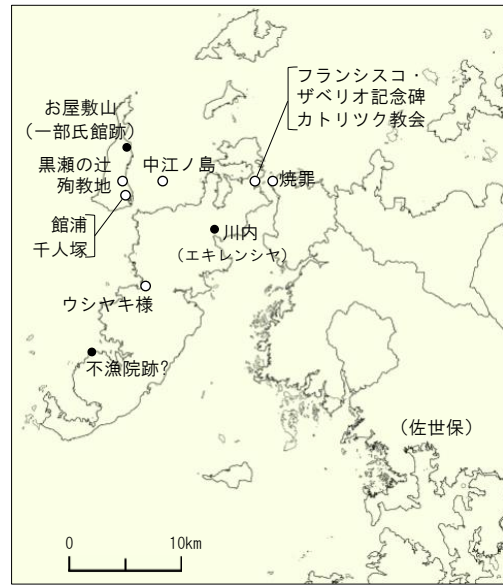 フランシスコ・
ザベリオ記念碑
カトリツク教会
お屋敷山
(一部氏館跡)
黒瀬の辻
殉教地
中江ノ島
焼罪
館浦
千人塚
川内
(エキレンシヤ)
ウシヤキ様
不漁院跡?
(佐世保)
0 10km